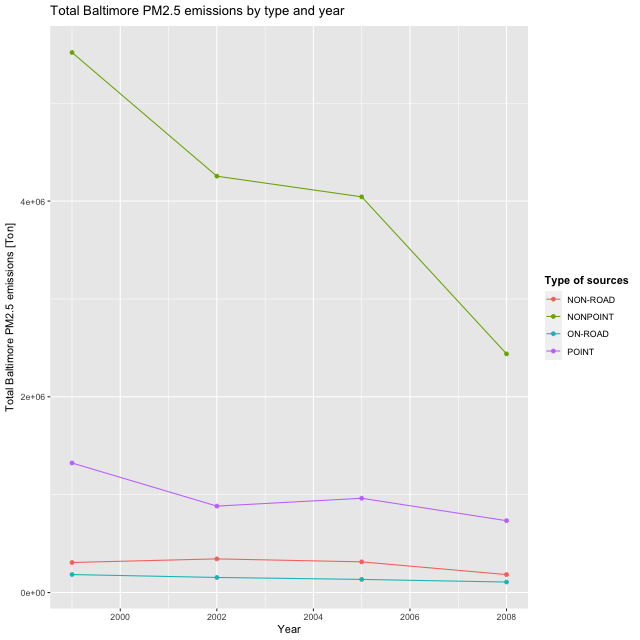 Total Baltimore PM2.5 emissions by type and year
Total Baltimore PM2.5 emissions [Ton]
4e+06
2e+06
0e+00
2000
2002
2004
2006
2008
Year
Type of sources
NON-ROAD
NONPOINT
ON-ROAD
POINT